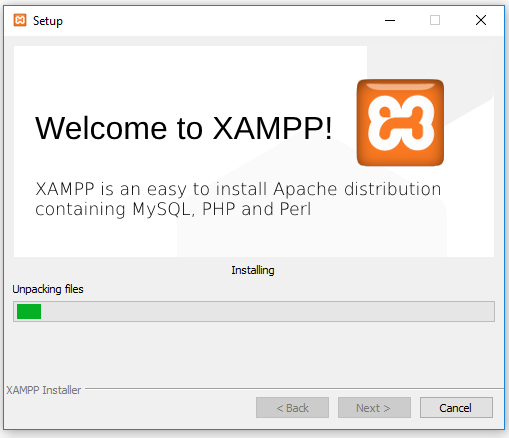 Setup
Welcome to XAMPP!
XAMPP is an easy to install Apache distribution
containing MySQL, PHP and Perl
Installing
Unpacking files
XAMPP Installer
< Back
Next >
Cancel